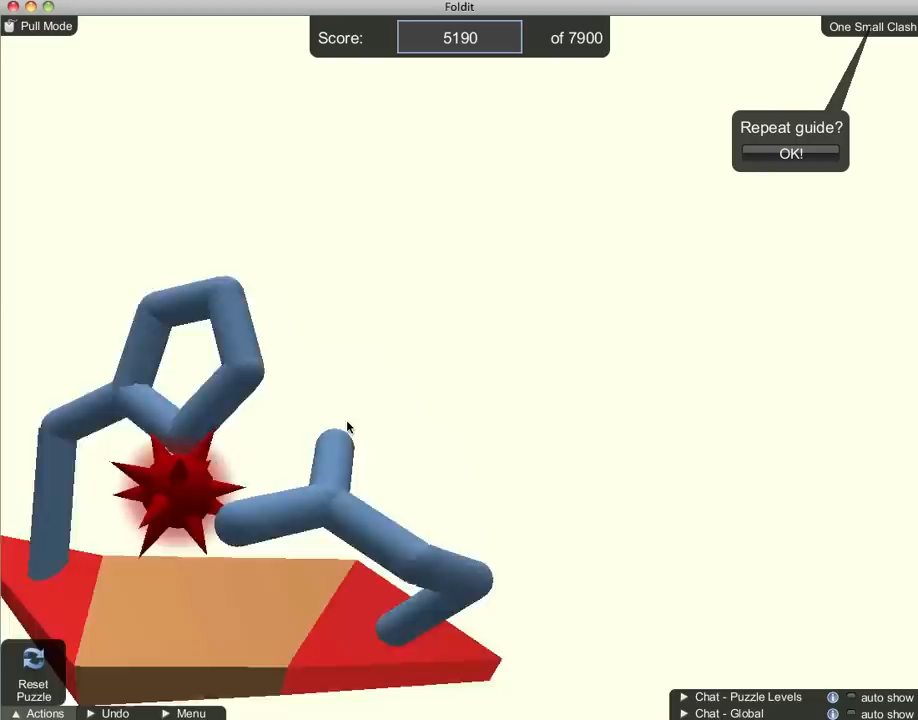 Foldit
Pull Mode
Score: 5190 of 7900
One Small Clash
Repeat guide?
OK!
Reset
Puzzle
Actions Undo Menu
Chat - Puzzle Levels auto show
Chat - Global auto show